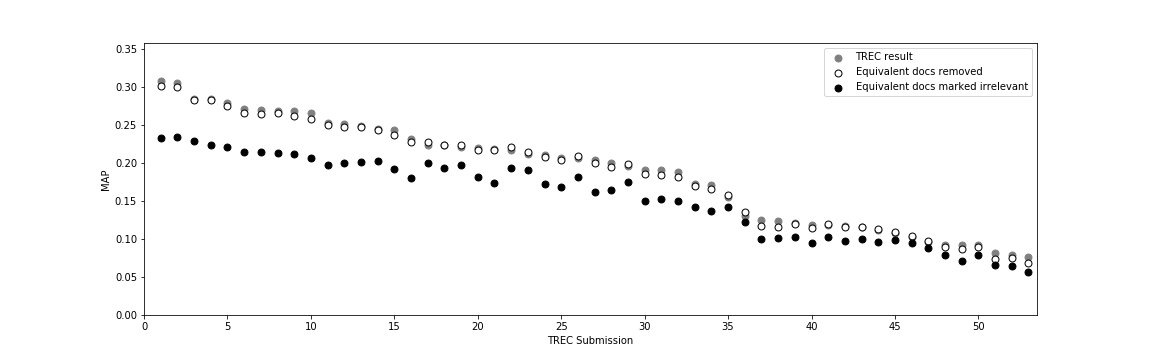 0.35
0.30
0.25
0.20
0.15
0.10
0.05
0.00
MAP
TREC result
Equivalent docs removed
Equivalent docs marked irrelevant
0 5 10 15 20 25 30 35 40 45 50
TREC Submission